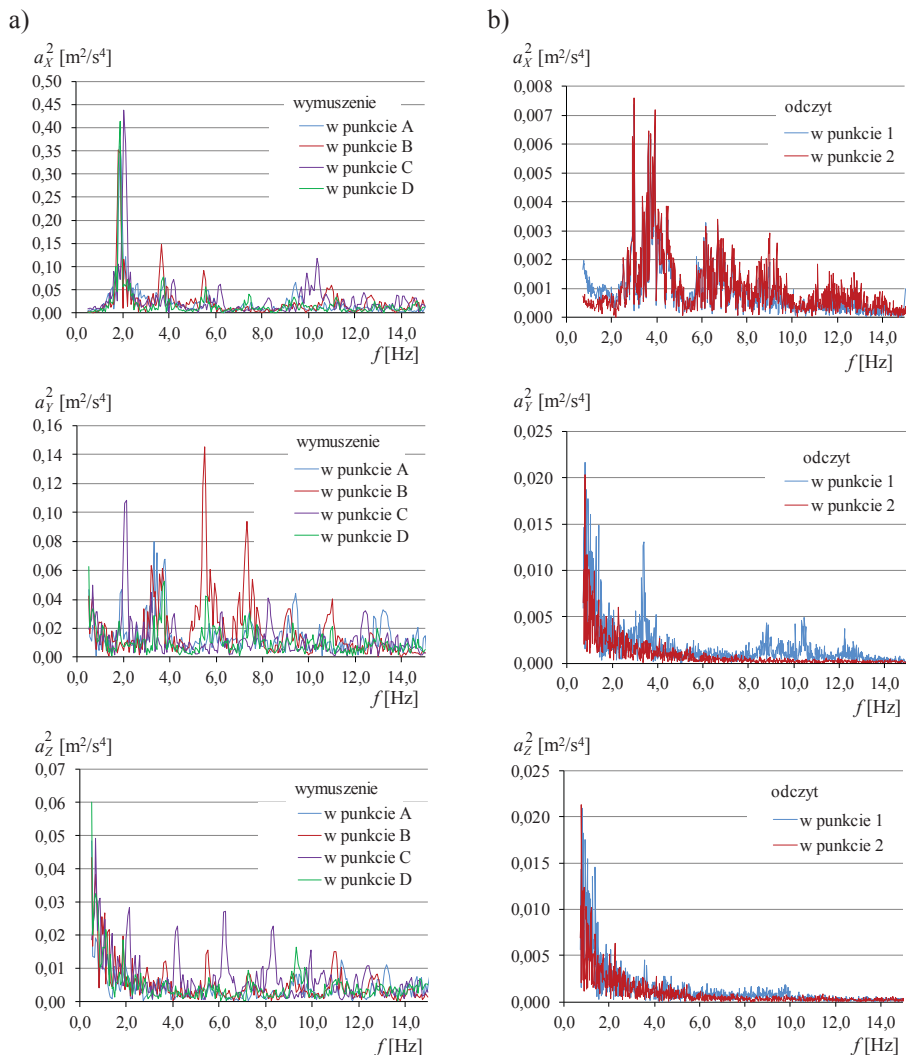 a)
a²X [m²/s⁴]
0,50
0,45
0,40
0,35
0,30
0,25
0,20
0,15
0,10
0,05
0,00
wymuszenie
w punkcie A
w punkcie B
w punkcie C
w punkcie D
0,0 2,0 4,0 6,0 8,0 10,0 12,0 14,0
f [Hz]
a²Y [m²/s⁴]
0,16
0,14
0,12
0,10
0,08
0,06
0,04
0,02
0,00
wymuszenie
w punkcie A
w punkcie B
w punkcie C
w punkcie D
0,0 2,0 4,0 6,0 8,0 10,0 12,0 14,0
f [Hz]
a²Z [m²/s⁴]
0,07
0,06
0,05
0,04
0,03
0,02
0,01
0,00
wymuszenie
w punkcie A
w punkcie B
w punkcie C
w punkcie D
0,0 2,0 4,0 6,0 8,0 10,0 12,0 14,0
f [Hz]
b)
a²X [m²/s⁴]
0,008
0,007
0,006
0,005
0,004
0,003
0,002
0,001
0,000
odczyt
w punkcie 1
w punkcie 2
0,0 2,0 4,0 6,0 8,0 10,0 12,0 14,0
f [Hz]
a²Y [m²/s⁴]
0,025
0,020
0,015
0,010
0,005
0,000
odczyt
w punkcie 1
w punkcie 2
0,0 2,0 4,0 6,0 8,0 10,0 12,0 14,0
f [Hz]
a²Z [m²/s⁴]
0,025
0,020
0,015
0,010
0,005
0,000
odczyt
w punkcie 1
w punkcie 2
0,0 2,0 4,0 6,0 8,0 10,0 12,0 14,0
f [Hz]